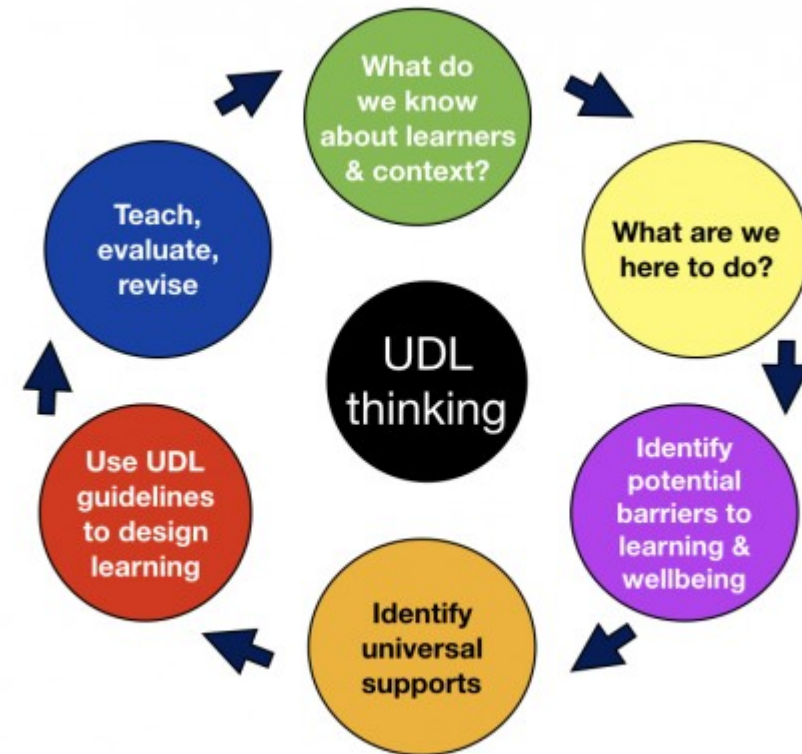 What do
we know
about learners
& context?
What are we
here to do?
Identify
potential
barriers to
learning &
wellbeing
Identify
universal
supports
Use UDL
guidelines
to design
learning
Teach,
evaluate,
revise
UDL
thinking